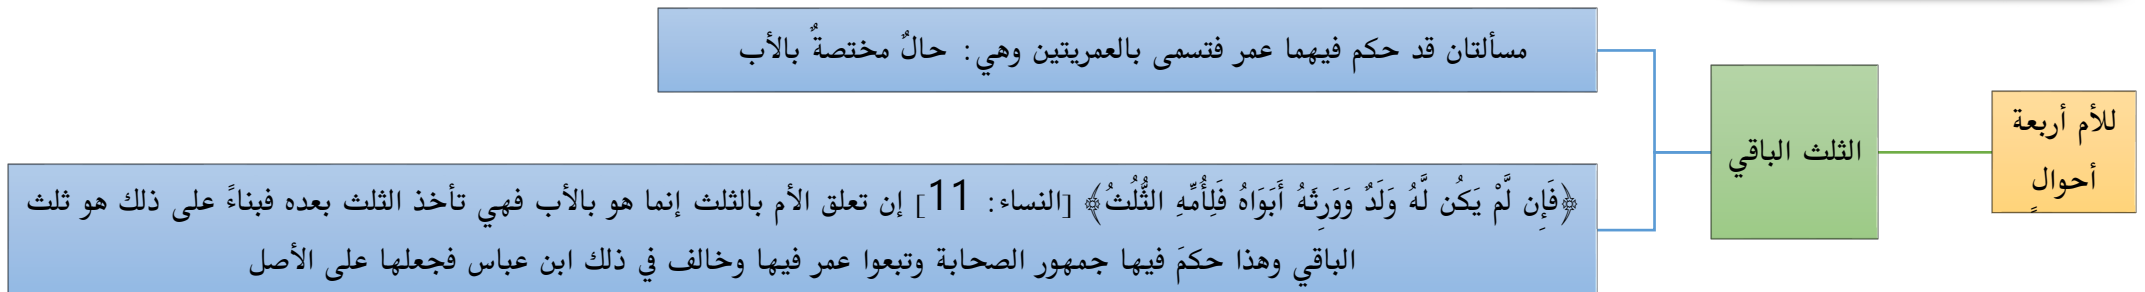 للأم أربعة
أحوال
الثلث الباقي
مسألتان قد حكم فيهما عمر فتسمى بالعمريتين وهي: حالٌ مختصةٌ بالأب
﴿فَإِن لَّمْ يَكُن لَّهُ وَلَدٌ وَوَرِثَهُ أَبَوَاهُ فَلِأُمِّهِ الثُّلُثُ﴾ [النساء: 11] إن تعلق الأم بالثلث إنما هو بالأب فهي تأخذ الثلث بعده فبناءً على ذلك هو ثلث
الباقي وهذا حكمَ فيها جمهور الصحابة وتبعوا عمر فيها وخالف في ذلك ابن عباس فجعلها على الأصل